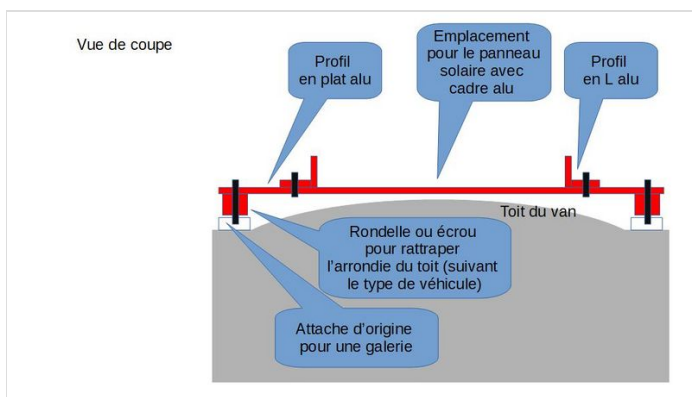 Vue de coupe
Profil
en plat alu
Emplacement
pour le panneau
solaire avec
cadre alu
Profil
en L alu
Toit du van
Rondelle ou écrou
pour rattraper
l'arrondie du toit (suivant
le type de véhicule)
Attache d'origine
pour une galerie